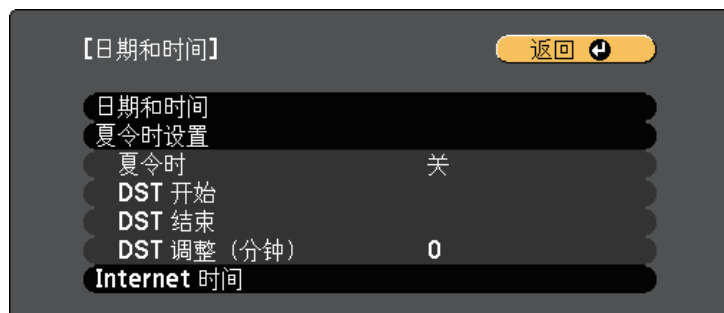 【日期和时间】
返回
日期和时间
夏令时设置
夏令时 关
DST 开始
DST 结束
DST 调整（分钟） 0
Internet 时间